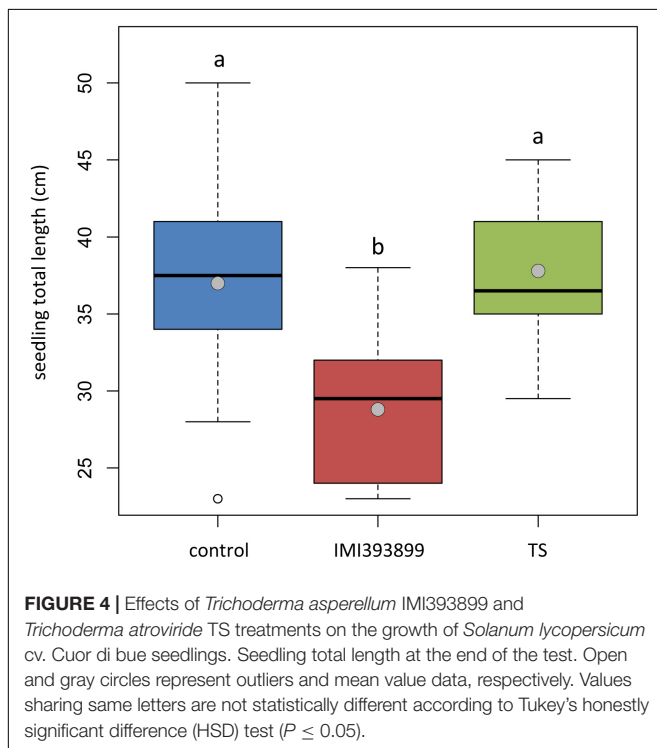 a
a
b
50
45
40
35
30
25
seedling total length (cm)
control IMI393899 TS
FIGURE 4 | Effects of Trichoderma asperellum IMI393899 and
Trichoderma atroviride TS treatments on the growth of Solanum lycopersicum
cv. Cuor di bue seedlings. Seedling total length at the end of the test. Open
and gray circles represent outliers and mean value data, respectively. Values
sharing same letters are not statistically different according to Tukey's honestly
significant difference (HSD) test (P ≤ 0.05).